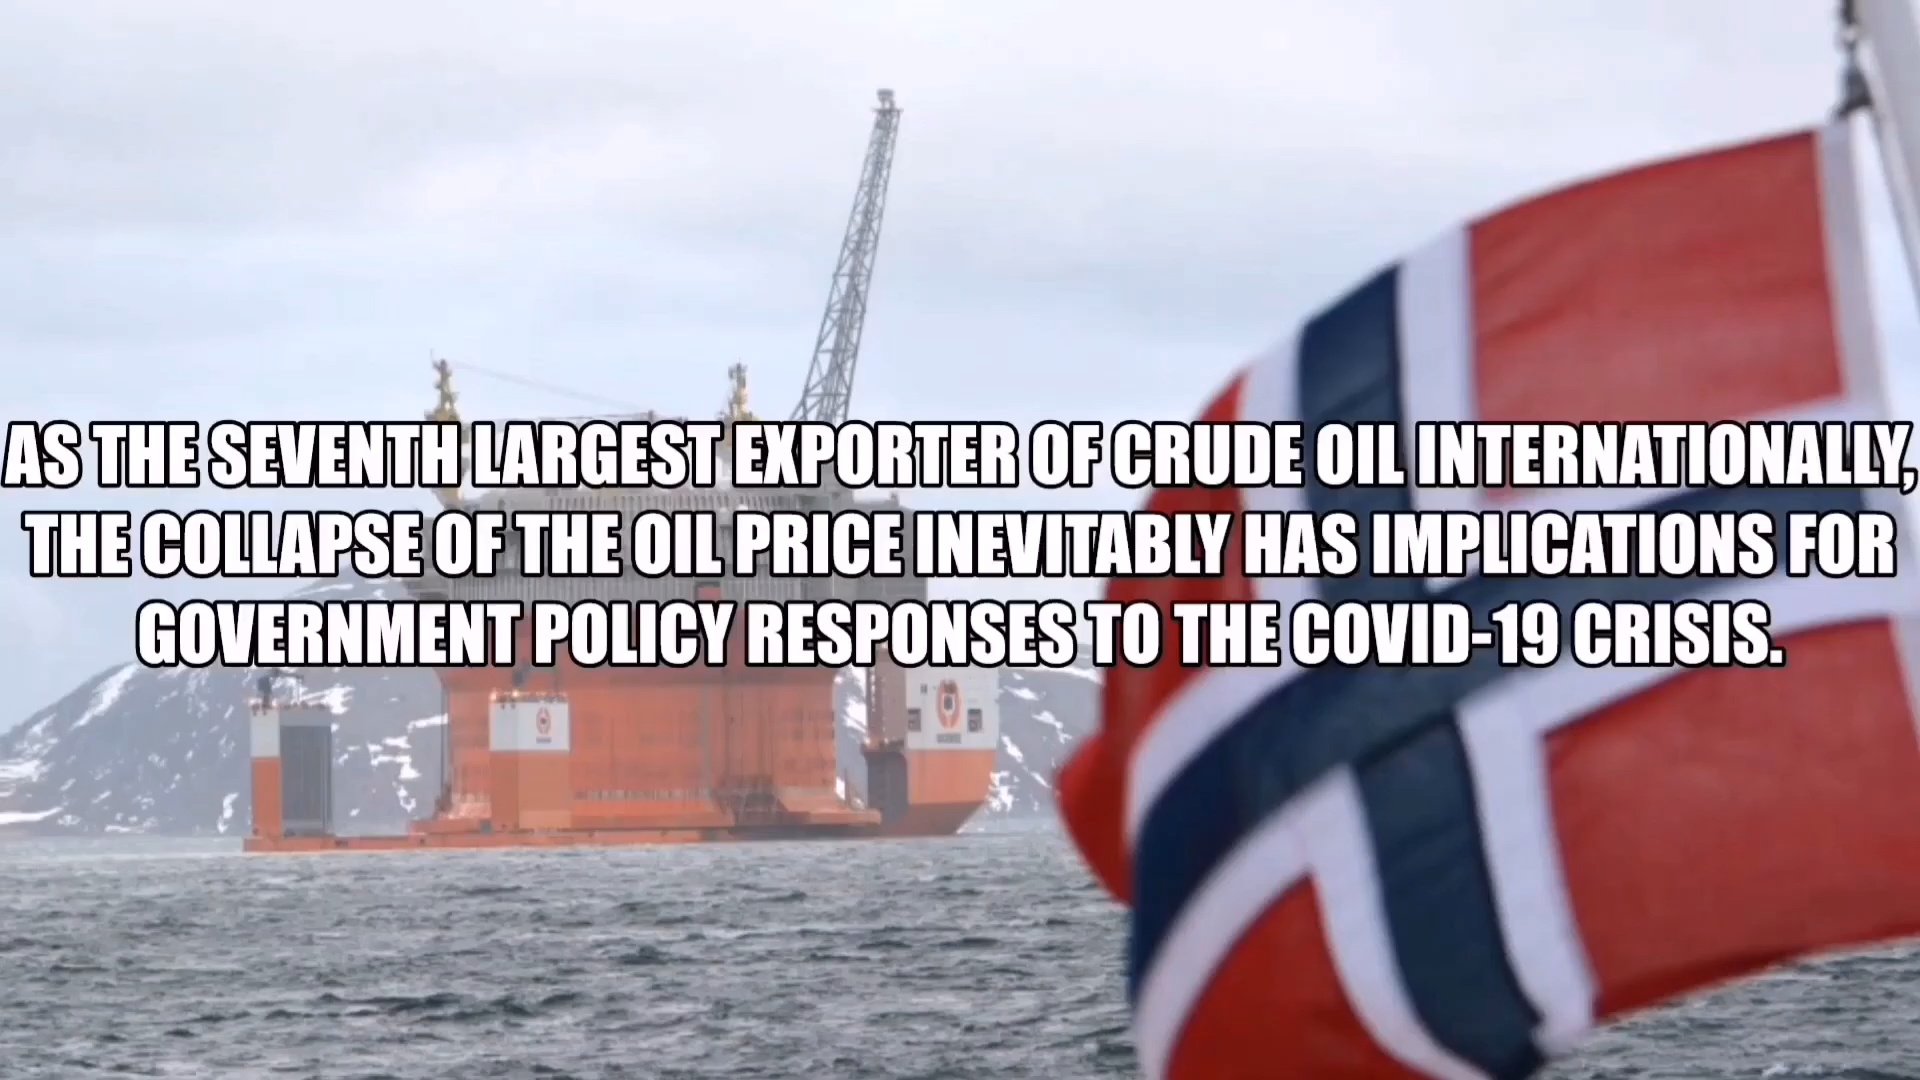 AS THE SEVENTH LARGEST EXPORTER OF CRUDE OIL INTERNATIONALLY,
THE COLLAPSE OF THE OIL PRICE INEVITABLY HAS IMPLICATIONS FOR
GOVERNMENT POLICY RESPONSES TO THE COVID-19 CRISIS.